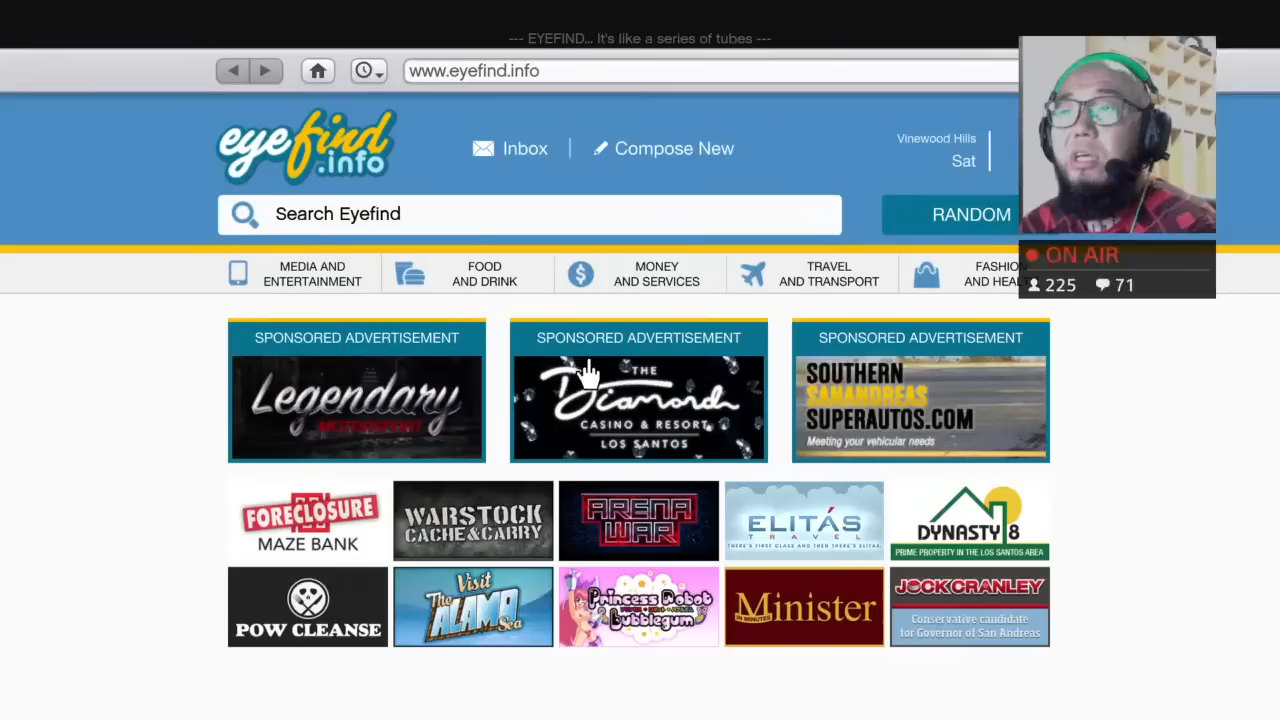 --- EYEFIND... It's like a series of tubes ---
www.eyefind.info
eyefind
.info
Inbox
Compose New
Vinewood Hills
Sat
Search Eyefind
RANDOM
MEDIA AND
ENTERTAINMENT
FOOD
AND DRINK
MONEY
AND SERVICES
TRAVEL
AND TRANSPORT
FASHION
AND HEAL
ON AIR
225 71
SPONSORED ADVERTISEMENT
Legendary
MOTORSPORT
SPONSORED ADVERTISEMENT
THE
Diamond
CASINO & RESORT
LOS SANTOS
SPONSORED ADVERTISEMENT
SOUTHERN
SANANDREAS
SUPERAUTOS.COM
Meeting your vehicular needs
FORECLOSURE
MAZE BANK
WARSTOCK
CACHE&CARRY
ARENA
WAR
ELITÁS
TRAVEL
THERE'S FIRST CLASS AND THEN THERE'S ELITAS
DYNASTY 8
PRIME PROPERTY IN THE LOS SANTOS AREA
POW CLEANSE
Visit
The
ALAMO
Sea
Princess Robot
Bubblegum
Minister
IN MINUTES
JOCK CRANLEY
Conservative candidate
for Governor of San Andreas